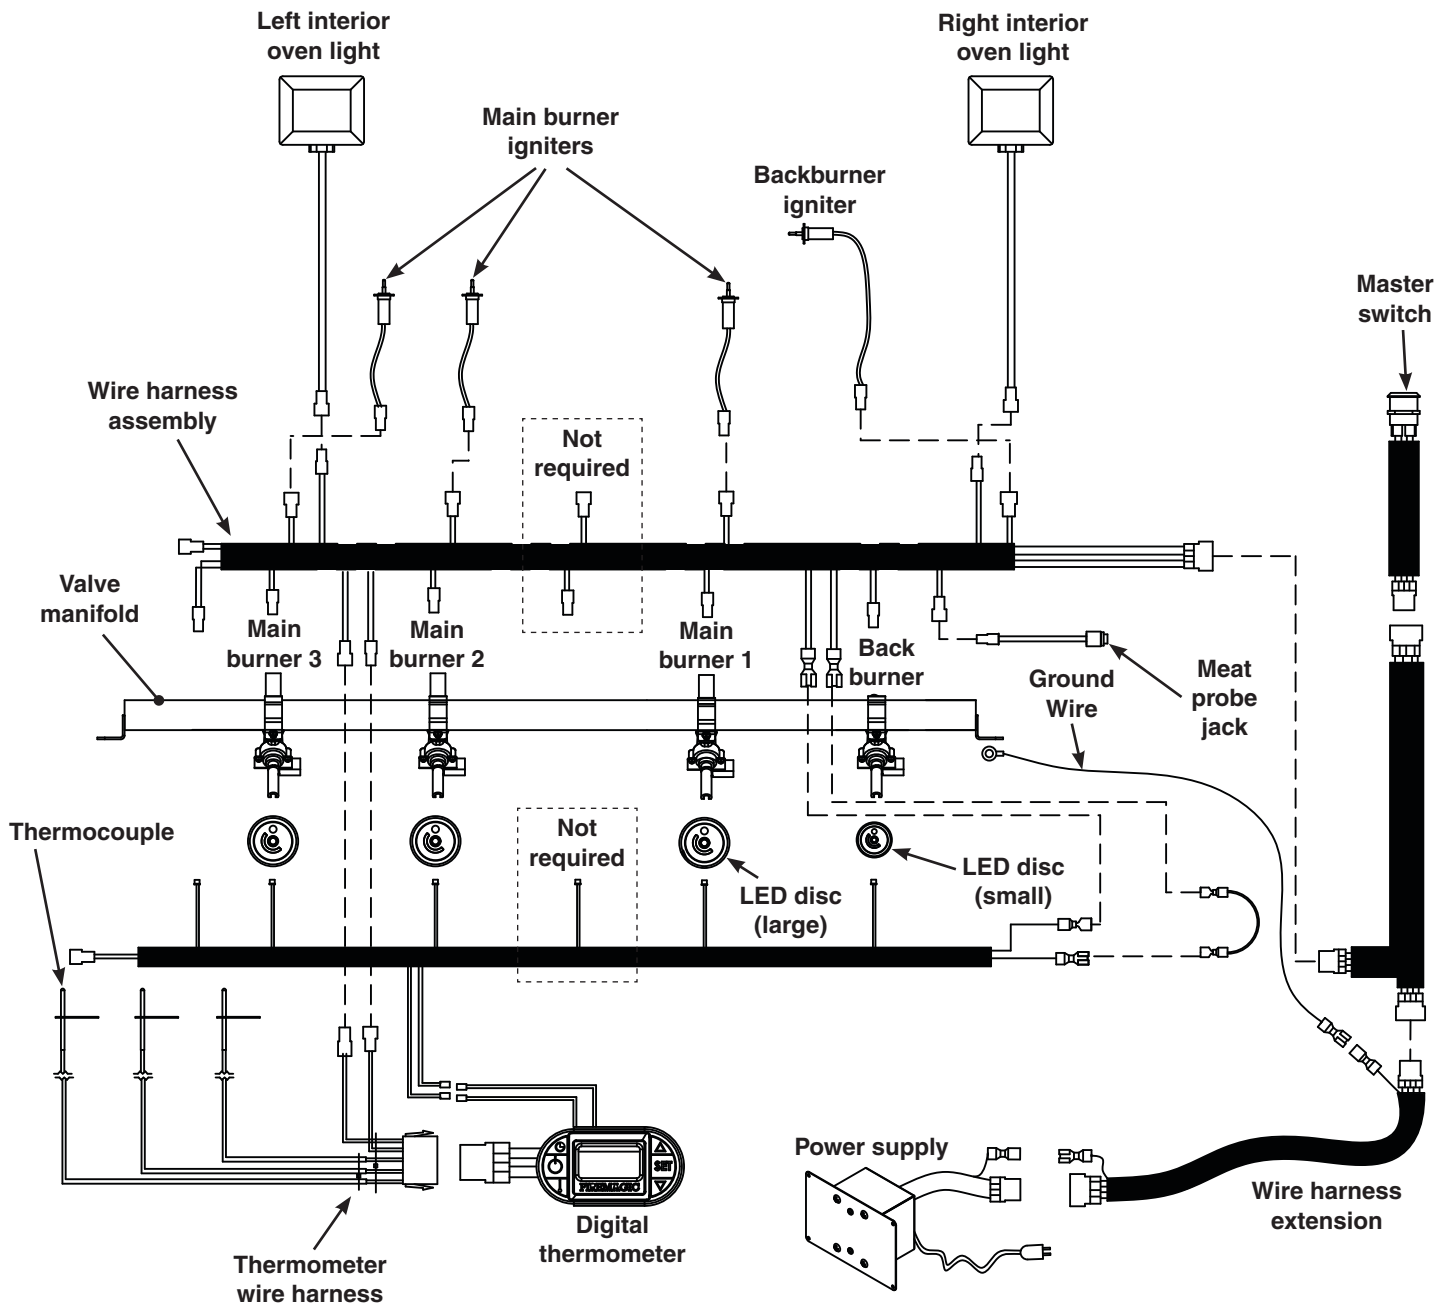 Left interior
oven light
Right interior
oven light
Main burner
igniters
Backburner
igniter
Master
switch
Wire harness
assembly
Not
required
Valve
manifold
Main
burner 3
Main
burner 2
Main
burner 1
Back
burner
Meat
probe
jack
Ground
Wire
Thermocouple
Not
required
LED disc
(large)
LED disc
(small)
SET
FIREMAGIC
Digital
thermometer
Thermometer
wire harness
Power supply
Wire harness
extension